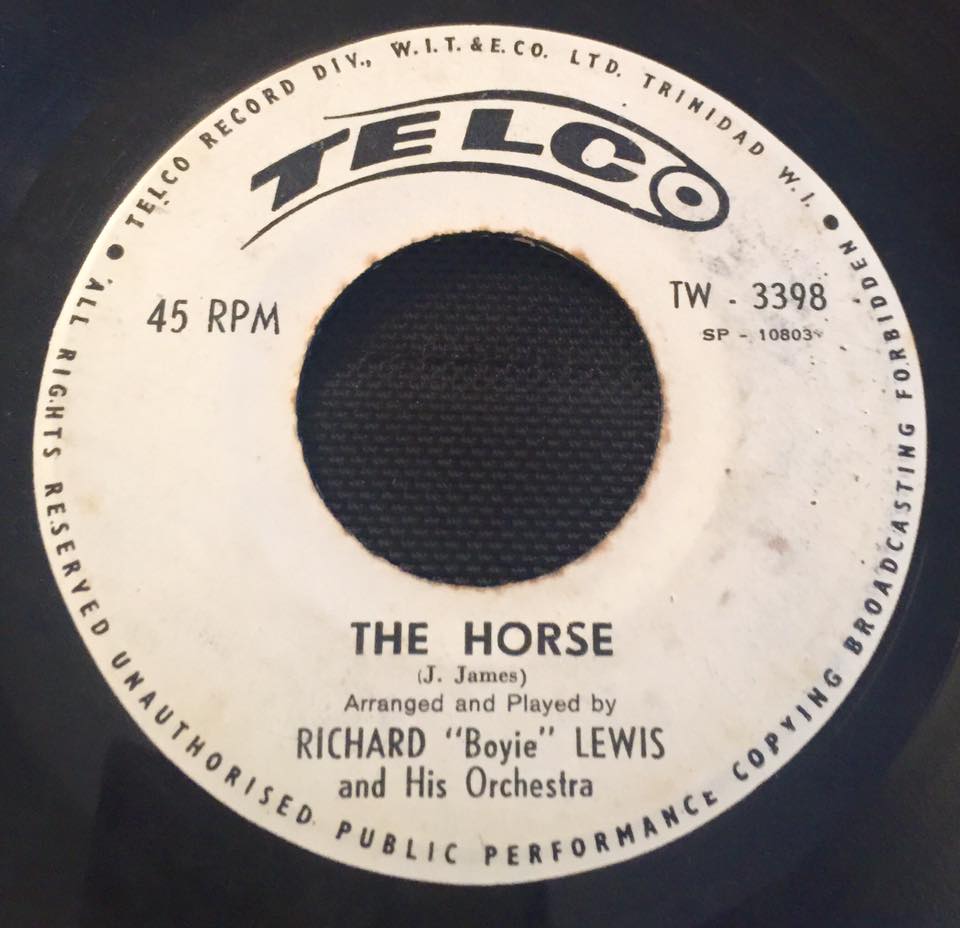 ● TELCO RECORD DIV., W.I.T. & E. CO. LTD. TRINIDAD W.I. ●
TELCO
45 RPM
TW - 3398
SP - 10803
THE HORSE
(J. James)
Arranged and Played by
RICHARD "Boyie" LEWIS
and His Orchestra
ALL RIGHTS RESERVED UNAUTHORISED PUBLIC PERFORMANCE COPYING BROADCASTING FORBIDDEN